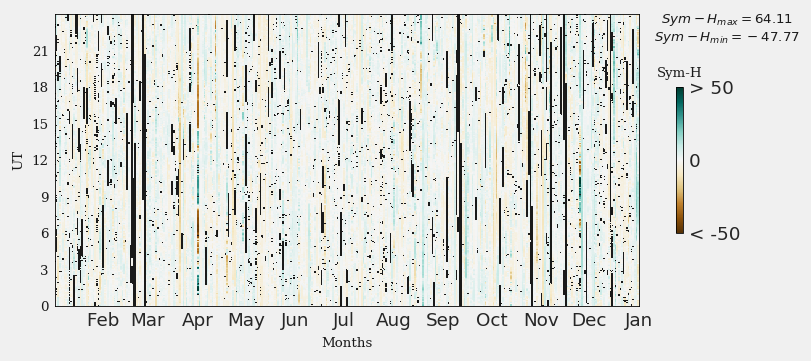 Sym-H_max = 64.11
Sym-H_min = -47.77
Sym-H
> 50
0
< -50
UT
21
18
15
12
9
6
3
0
Feb Mar Apr May Jun Jul Aug Sep Oct Nov Dec Jan
Months